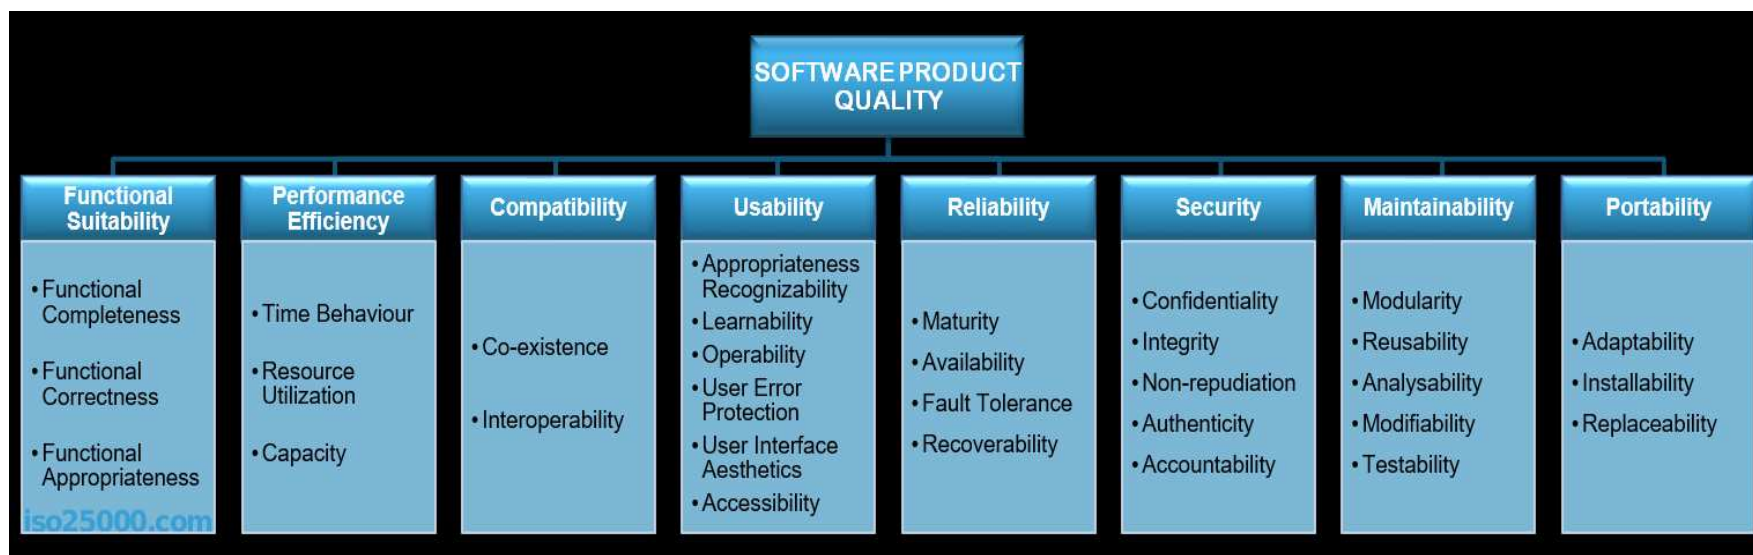 SOFTWARE PRODUCT
QUALITY
Functional
Suitability
• Functional
Completeness
• Functional
Correctness
• Functional
Appropriateness
iso25000.com
Performance
Efficiency
• Time Behaviour
• Resource
Utilization
• Capacity
Compatibility
• Co-existence
• Interoperability
Usability
• Appropriateness
Recognizability
• Learnability
• Operability
• User Error
Protection
• User Interface
Aesthetics
• Accessibility
Reliability
• Maturity
• Availability
• Fault Tolerance
• Recoverability
Security
• Confidentiality
• Integrity
• Non-repudiation
• Authenticity
• Accountability
Maintainability
• Modularity
• Reusability
• Analysability
• Modifiability
• Testability
Portability
• Adaptability
• Installability
• Replaceability